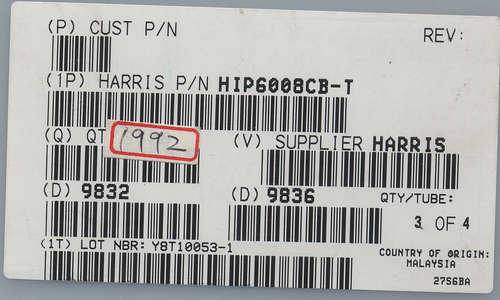 (P) CUST P/N REV:
(1P) HARRIS P/N HIP6008CB-T
(Q) QT 1992 (V) SUPPLIER HARRIS
(D) 9832 (D) 9836 QTY/TUBE:
3 OF 4
(1T) LOT NBR: Y8T10053-1 COUNTRY OF ORIGIN:
MALAYSIA
2756BA